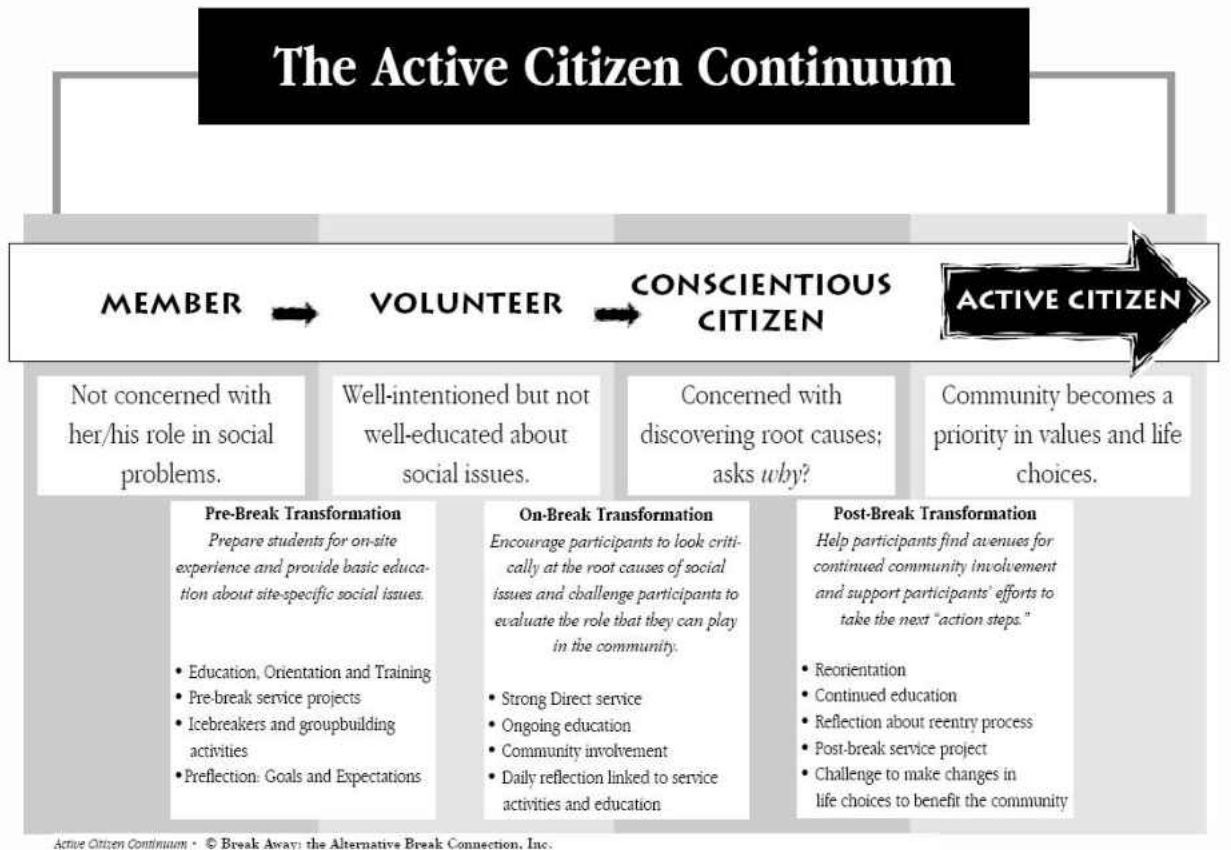 The Active Citizen Continuum
MEMBER
VOLUNTEER
CONSCIENTIOUS
CITIZEN
ACTIVE CITIZEN
Not concerned with
her/his role in social
problems.
Well-intentioned but not
well-educated about
social issues.
Concerned with
discovering root causes;
asks why?
Community becomes a
priority in values and life
choices.
Pre-Break Transformation
Prepare students for on-site
experience and provide basic educa-
tion about site-specific social issues.
• Education, Orientation and Training
• Pre-break service projects
• Icebreakers and groupbuilding
activities
•Preflection: Goals and Expectations
On-Break Transformation
Encourage participants to look criti-
cally at the root causes of social
issues and challenge participants to
evaluate the role that they can play
in the community.
• Strong Direct service
• Ongoing education
• Community involvement
• Daily reflection linked to service
activities and education
Post-Break Transformation
Help participants find avenues for
continued community involvement
and support participants' efforts to
take the next "action steps."
• Reorientation
• Continued education
• Reflection about reentry process
• Post-break service project
• Challenge to make changes in
life choices to benefit the community
Active Citizen Continuum • © Break Away: the Alternative Break Connection, Inc.